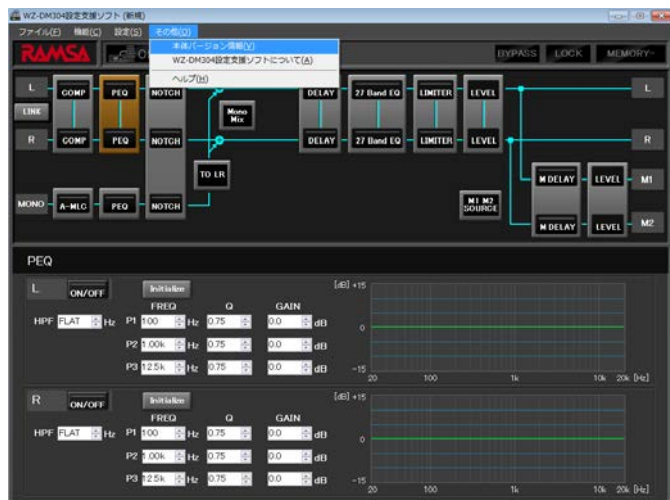 WZ-DM304設定支援ソフト (新規)
ファイル(F) 機能(C) 設定(S) その他(O)
本体バージョン情報(V)
WZ-DM304設定支援ソフトについて(A)
ヘルプ(H)
RAMSA BYPASS LOCK MEMORY--
L COMP PEQ NOTCH DELAY 27 Band EQ LIMITER LEVEL L
LINK
Mono
Mix
R COMP PEQ NOTCH DELAY 27 Band EQ LIMITER LEVEL R
TO LR
M DELAY LEVEL M1
MONO A-MLC PEQ NOTCH
M1 M2
SOURCE
M DELAY LEVEL M2
PEQ
L ON/OFF Initialize [dB] +15
FREQ Q GAIN
HPF FLAT Hz P1 100 Hz 0.75 0.0 dB
0
P2 1.00k Hz 0.75 0.0 dB
P3 12.5k Hz 0.75 0.0 dB
-15
20 100 1k 10k 20k [Hz]
R ON/OFF Initialize [dB] +15
FREQ Q GAIN
HPF FLAT Hz P1 100 Hz 0.75 0.0 dB
0
P2 1.00k Hz 0.75 0.0 dB
P3 12.5k Hz 0.75 0.0 dB
-15
20 100 1k 10k 20k [Hz]